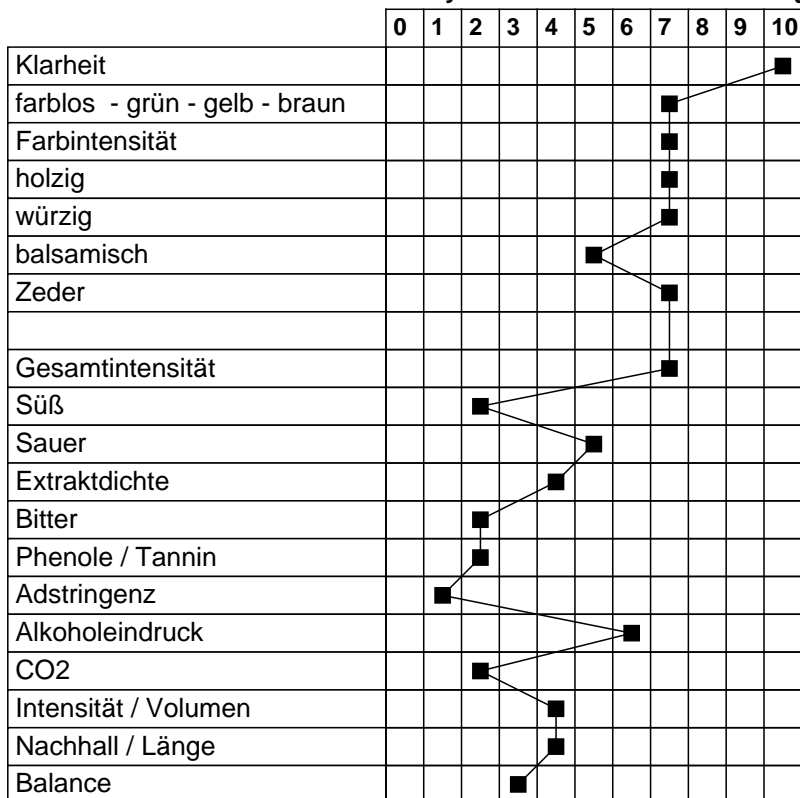 0 1 2 3 4 5 6 7 8 9 10
Klarheit
farblos - grün - gelb - braun
Farbintensität
holzig
würzig
balsamisch
Zeder
Gesamtintensität
Süß
Sauer
Extraktdichte
Bitter
Phenole / Tannin
Adstringenz
Alkoholeindruck
CO2
Intensität / Volumen
Nachhall / Länge
Balance